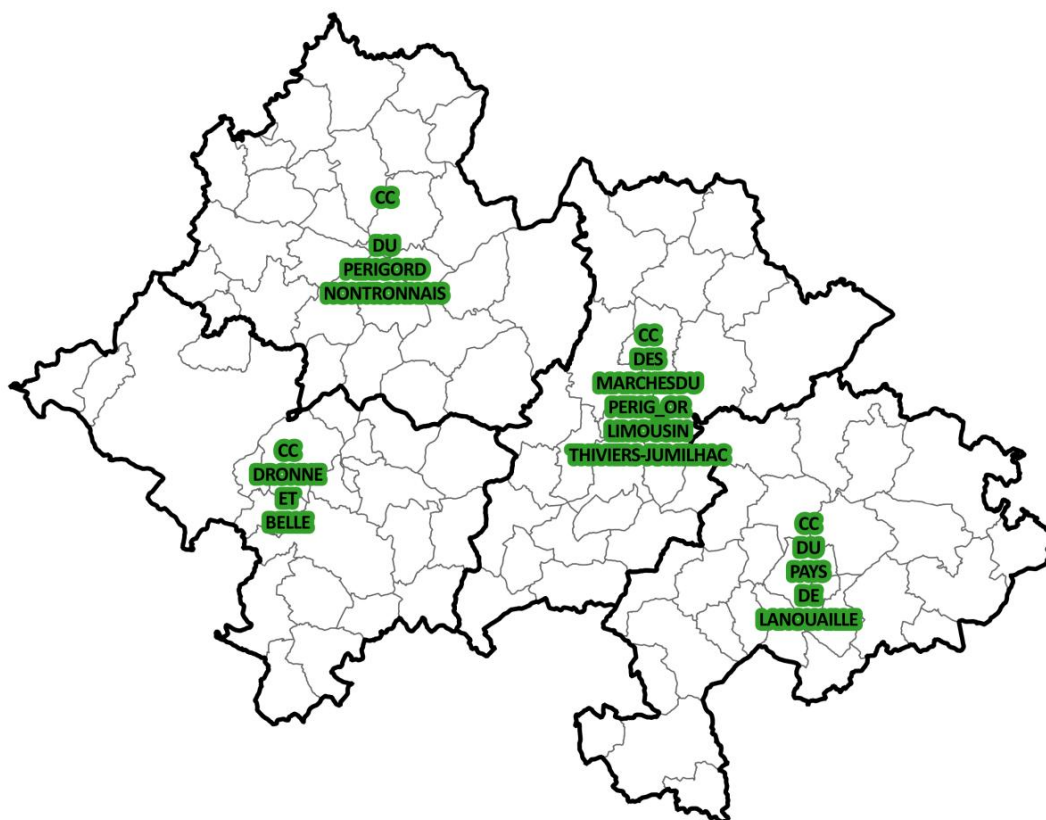 CC
DU
PERIGORD
NONTRONNAIS
CC
DES
MARCHESDU
PERIG_OR
LIMOUSIN
THIVIERS-JUMILHAC
CC
DRONNE
ET
BELLE
CC
DU
PAYS
DE
LANOUAILLE